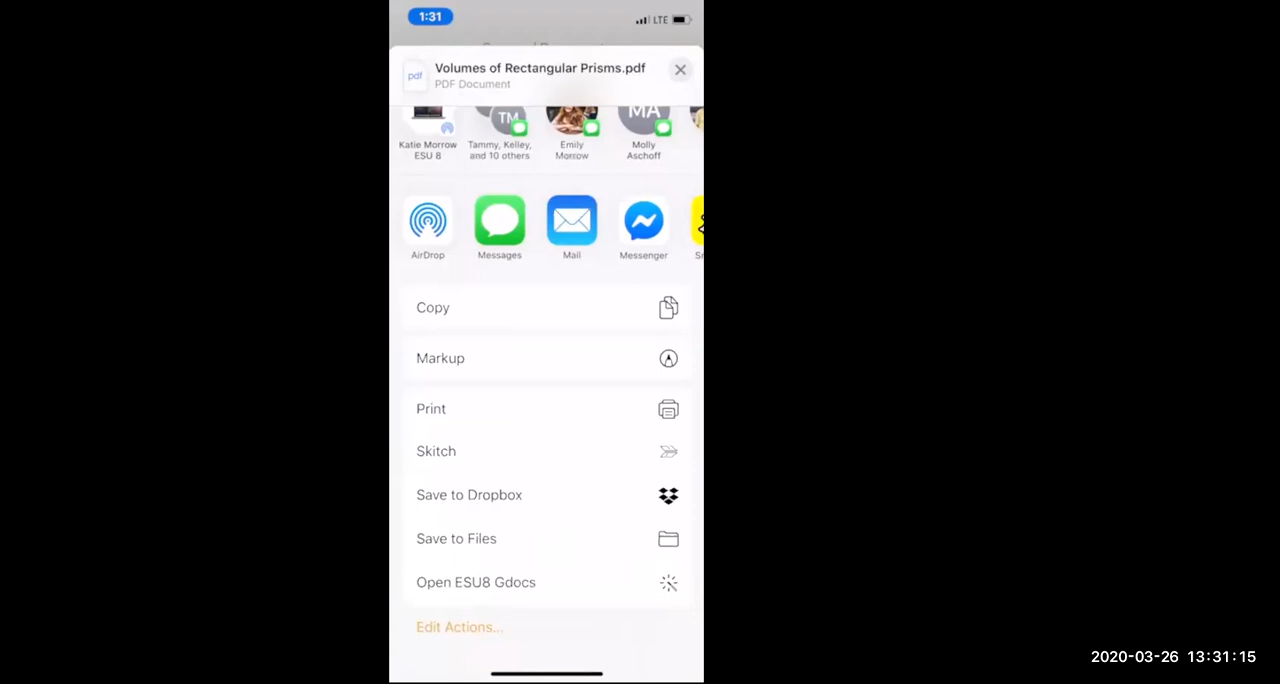 1:31
LTE
pdf
Volumes of Rectangular Prisms.pdf
PDF Document
TM
MA
Katie Morrow
ESU 8
Tammy, Kelley,
and 10 others
Emily
Morrow
Molly
Aschoff
AirDrop
Messages
Mail
Messenger
Copy
Markup
Print
Skitch
Save to Dropbox
Save to Files
Open ESU8 Gdocs
Edit Actions...
2020-03-26 13:31:15